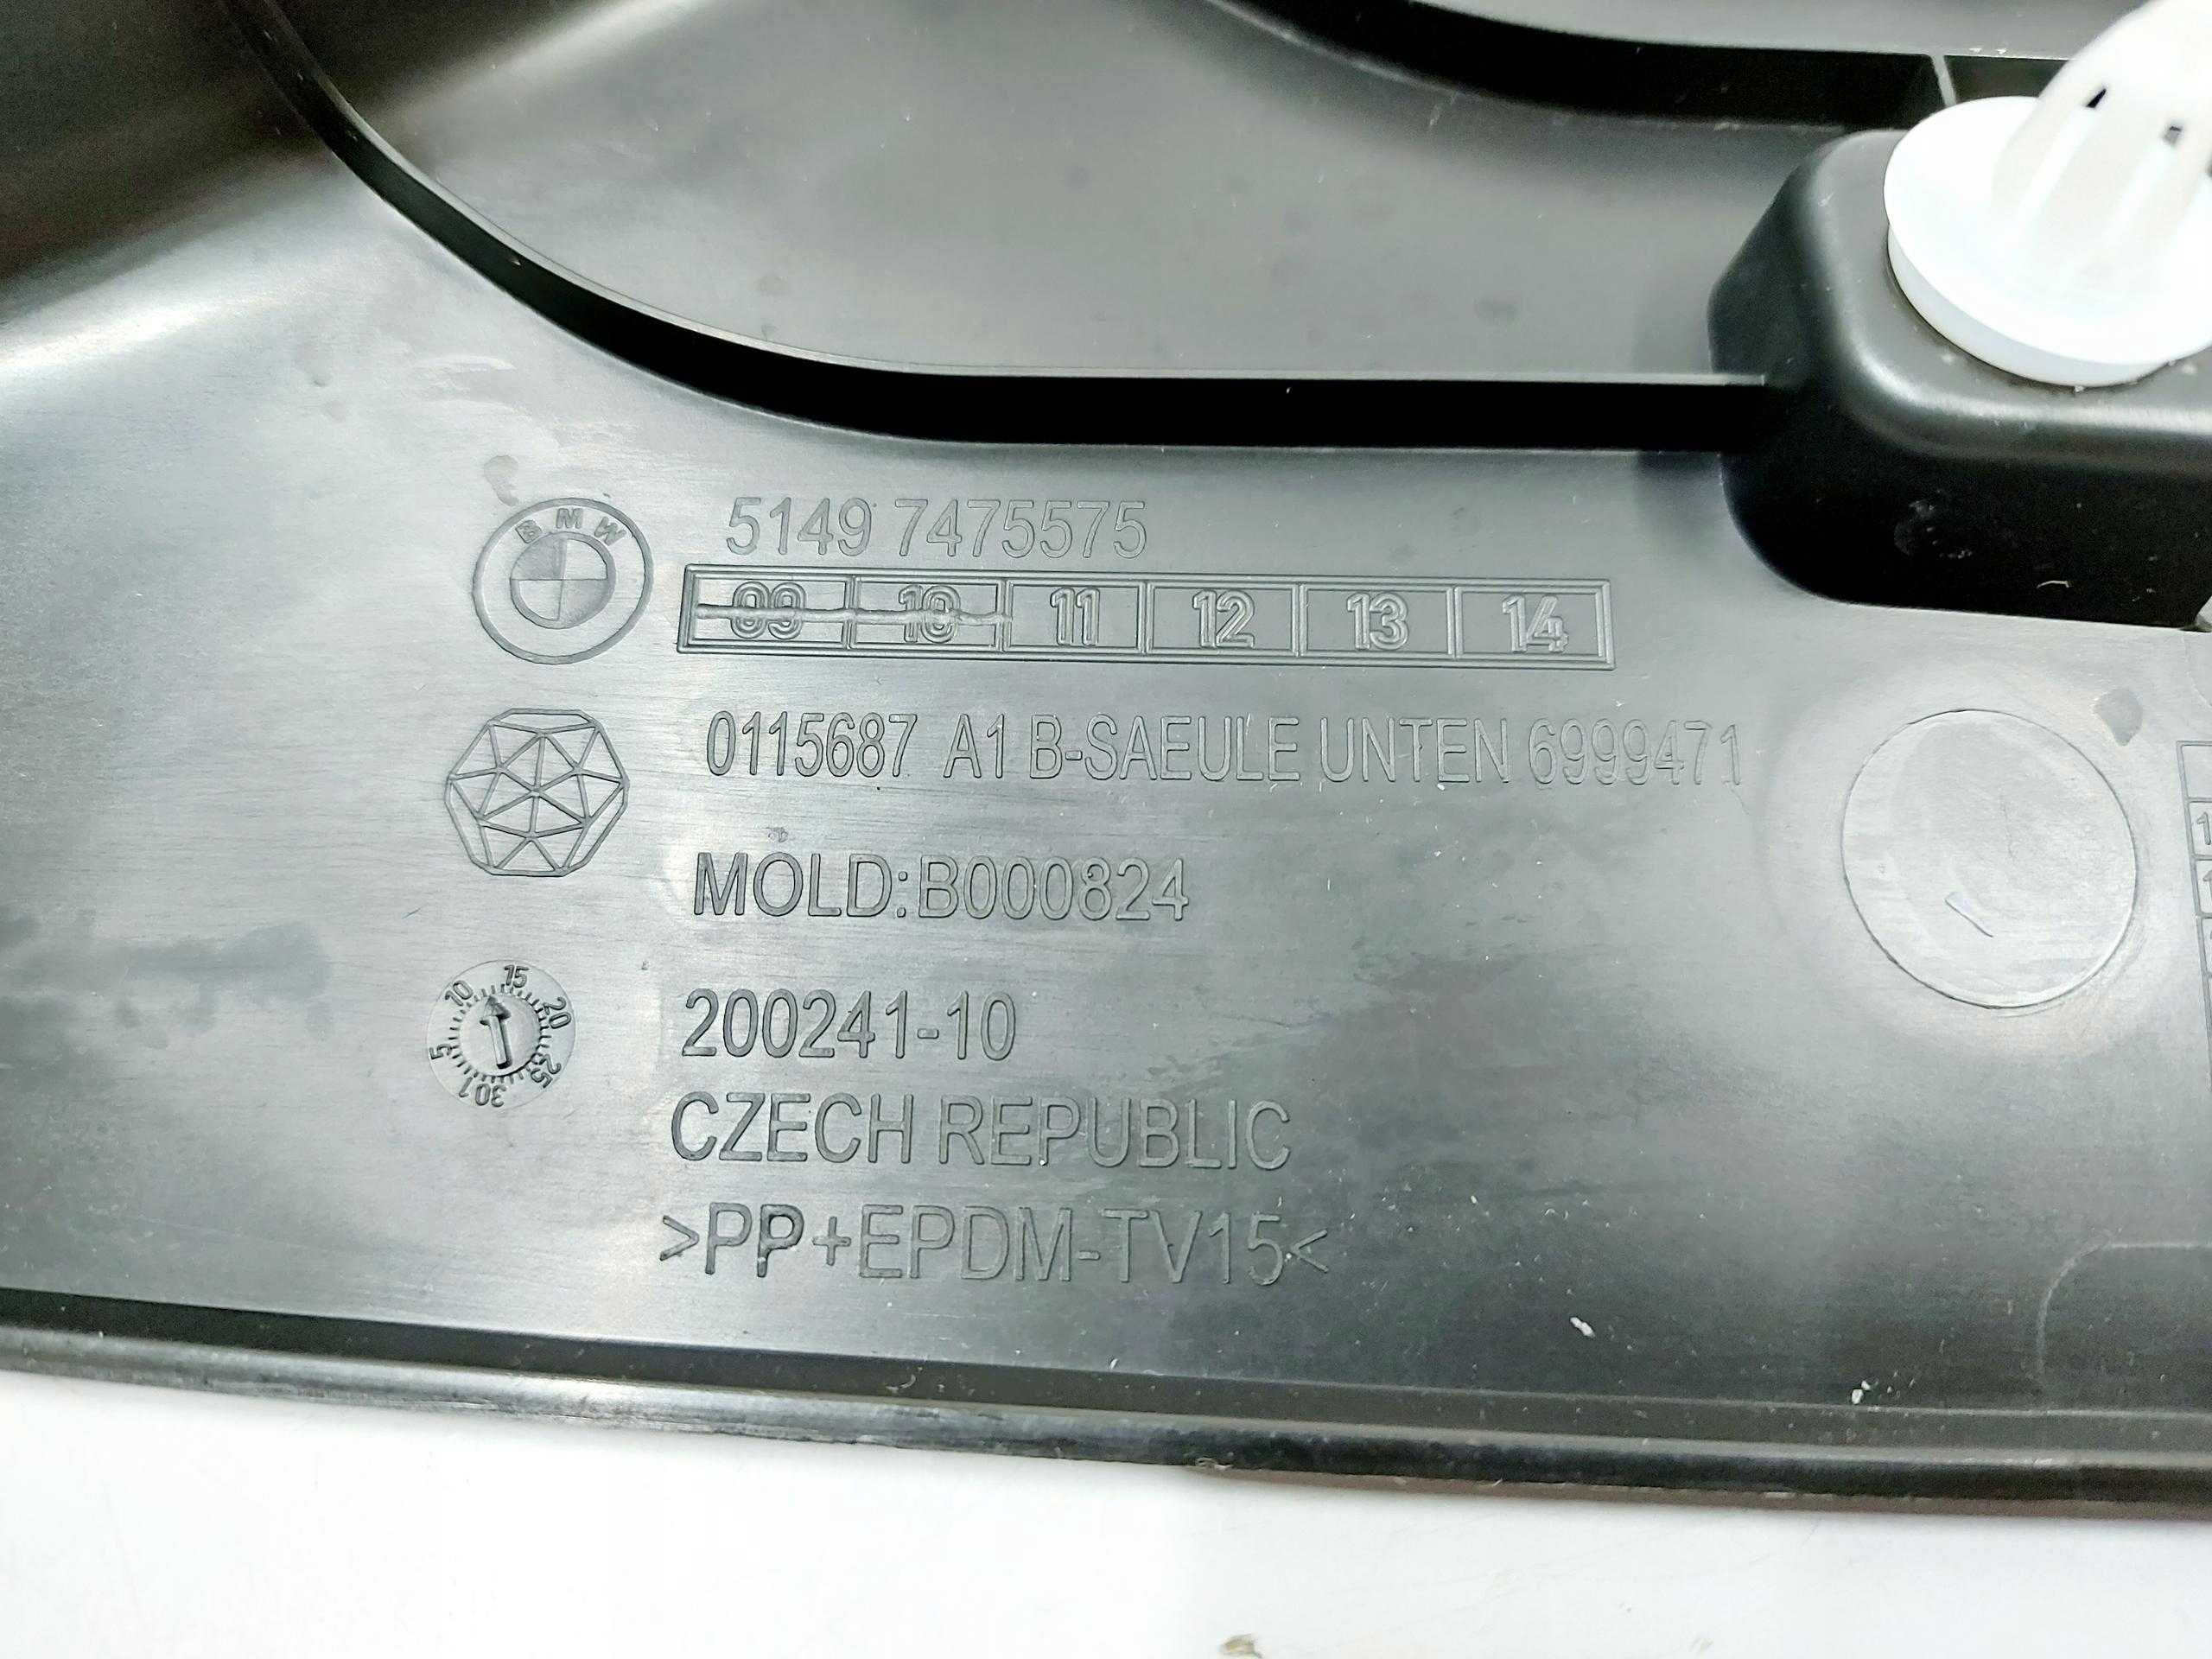 BMW
5149 7475575
09 10 11 12 13 14
0115687 A1 B-SAEULE UNTEN 6999471
MOLD:B000824
1 5 10 15 20 25 30
200241-10
CZECH REPUBLIC
>PP+EPDM-TV15<